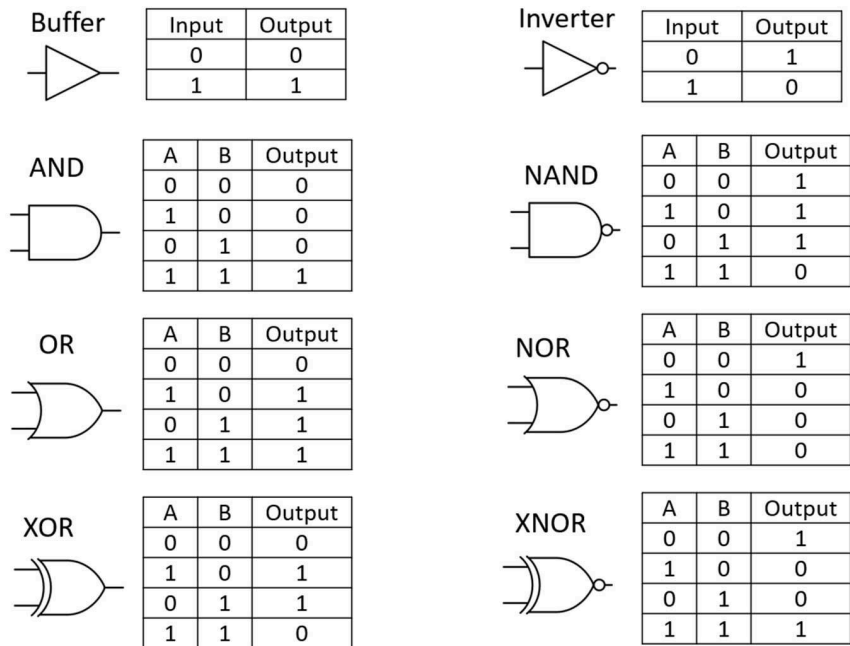 Buffer
Input Output
0 0
1 1
Inverter
Input Output
0 1
1 0
AND
A B Output
0 0 0
1 0 0
0 1 0
1 1 1
NAND
A B Output
0 0 1
1 0 1
0 1 1
1 1 0
OR
A B Output
0 0 0
1 0 1
0 1 1
1 1 1
NOR
A B Output
0 0 1
1 0 0
0 1 0
1 1 0
XOR
A B Output
0 0 0
1 0 1
0 1 1
1 1 0
XNOR
A B Output
0 0 1
1 0 0
0 1 0
1 1 1